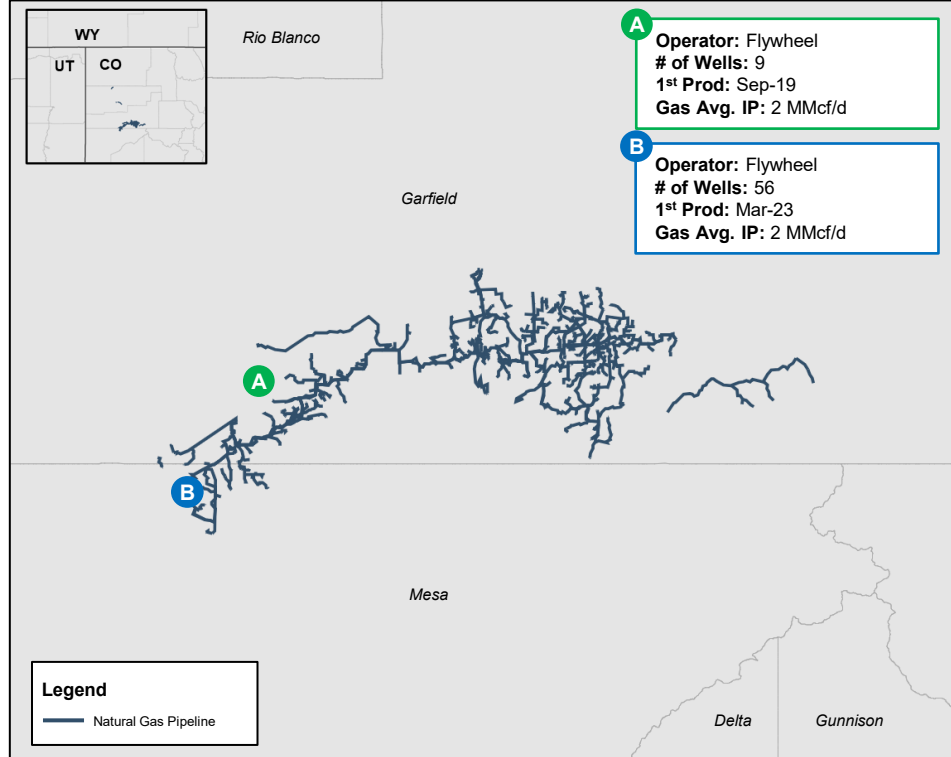 WY
UT
CO
Rio Blanco
A
Operator: Flywheel
# of Wells: 9
1st Prod: Sep-19
Gas Avg. IP: 2 MMcf/d
B
Operator: Flywheel
# of Wells: 56
1st Prod: Mar-23
Gas Avg. IP: 2 MMcf/d
Garfield
A
B
Mesa
Legend
Natural Gas Pipeline
Delta
Gunnison